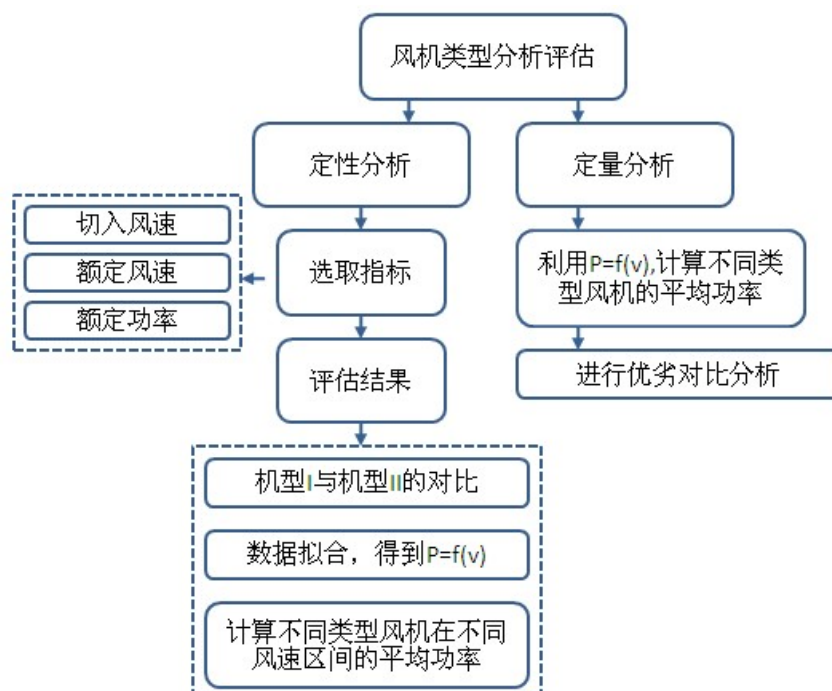 风机类型分析评估
定性分析
定量分析
切入风速
额定风速
额定功率
选取指标
利用P=f(v),计算不同类
型风机的平均功率
评估结果
进行优劣对比分析
机型I与机型II的对比
数据拟合，得到P=f(v)
计算不同类型风机在不同
风速区间的平均功率